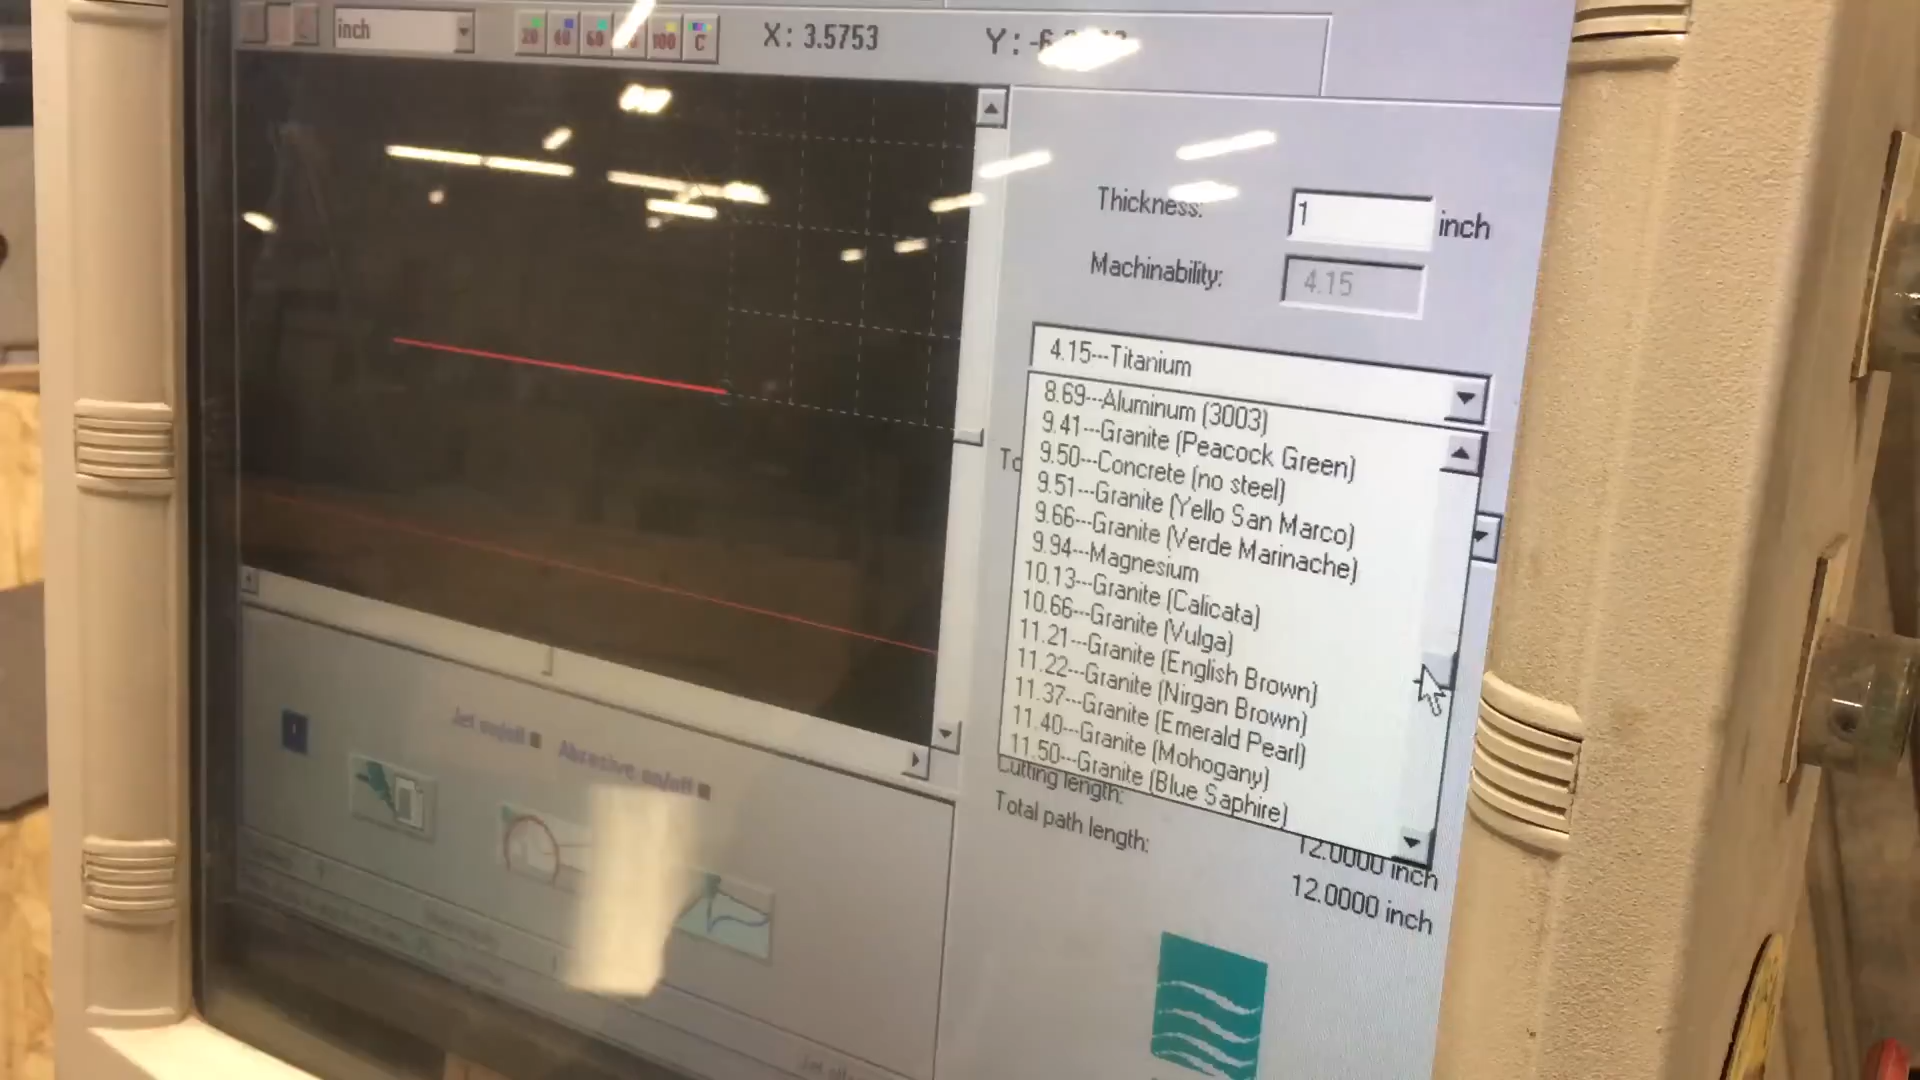 inch
20 40 60 100 C
X: 3.5753
Y: -6
Thickness:
1
inch
Machinability:
4.15
4.15---Titanium
8.69---Aluminum (3003)
9.41---Granite (Peacock Green)
9.50---Concrete (no steel)
9.51---Granite (Yello San Marco)
9.66---Granite (Verde Marinache)
9.94---Magnesium
10.13---Granite (Calicata)
10.66---Granite (Vulga)
11.21---Granite (English Brown)
11.22---Granite (Nirgan Brown)
11.37---Granite (Emerald Pearl)
11.40---Granite (Mohogany)
11.50---Granite (Blue Saphire)
Cutting length:
12.0000 inch
Total path length:
12.0000 inch
Jet on/off
Abrasive on/off